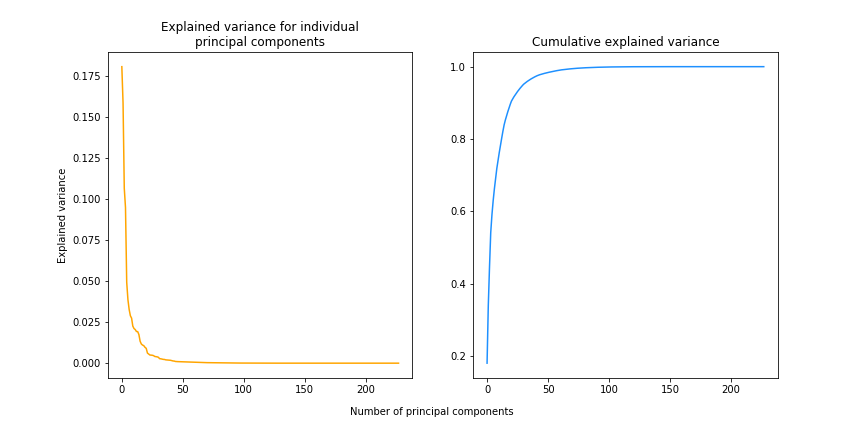 Explained variance for individual
principal components
Explained variance
0.175
0.150
0.125
0.100
0.075
0.050
0.025
0.000
0 50 100 150 200
Cumulative explained variance
1.0
0.8
0.6
0.4
0.2
0 50 100 150 200
Number of principal components